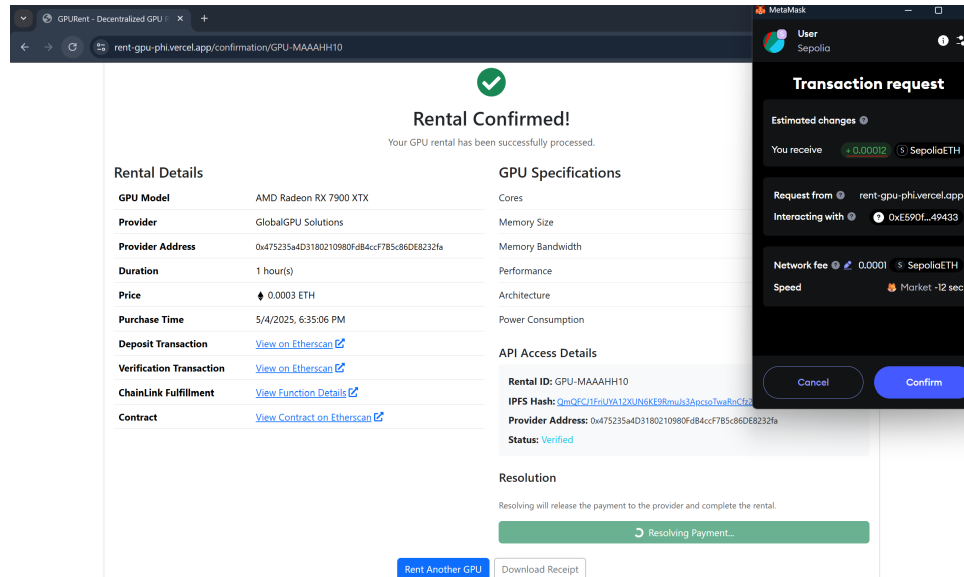 GPURent - Decentralized GPU R
rent-gpu-phi.vercel.app/confirmation/GPU-MAAAHH10
Rental Confirmed!
Your GPU rental has been successfully processed.
Rental Details
GPU Model AMD Radeon RX 7900 XTX
Provider GlobalGPU Solutions
Provider Address 0x475235a4D3180210980FdB4ccF7B5c86DE8232fa
Duration 1 hour(s)
Price 0.0003 ETH
Purchase Time 5/4/2025, 6:35:06 PM
Deposit Transaction View on Etherscan
Verification Transaction View on Etherscan
ChainLink Fulfillment View Function Details
Contract View Contract on Etherscan
GPU Specifications
Cores
Memory Size
Memory Bandwidth
Performance
Architecture
Power Consumption
API Access Details
Rental ID: GPU-MAAAHH10
IPFS Hash:
Provider Address: 0x475235a4D3180210980FdB4ccF7B5c86DE8232fa
Status: Verified
Resolution
Resolving will release the payment to the provider and complete the rental.
Resolving Payment...
Rent Another GPU
Download Receipt
MetaMask
User
Sepolia
Transaction request
Estimated changes
You receive + 0.00012 S SepoliaETH
Request from rent-gpu-phi.vercel.app
Interacting with 0xE590f...49433
Network fee 0.0001 S SepoliaETH
Speed Market ~12 sec
Cancel
Confirm